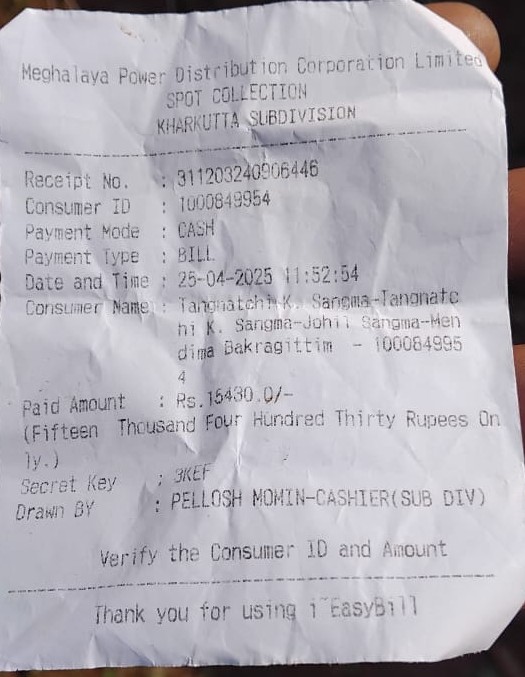 Meghalaya Power Distribution Corporation Limited
SPOT COLLECTION
KHARKUTTA SUBDIVISION
Receipt No. : 311203240906446
Consumer ID : 1000849954
Payment Mode : CASH
Payment Type : BILL
Date and Time : 25-04-2025 11:52:54
Consumer Name : Tangnatchi K. Sangma-Tangnatc
hi K. Sangma-Johii Sangma-Men
dima Bakragittim - 100084995
4
Paid Amount : Rs.15430.0/-
(Fifteen Thousand Four Hundred Thirty Rupees On
ly.)
Secret Key : 3KEF
Drawn BY : PELLOSH MOMIN-CASHIER(SUB DIV)
Verify the Consumer ID and Amount
Thank you for using i~EasyBill